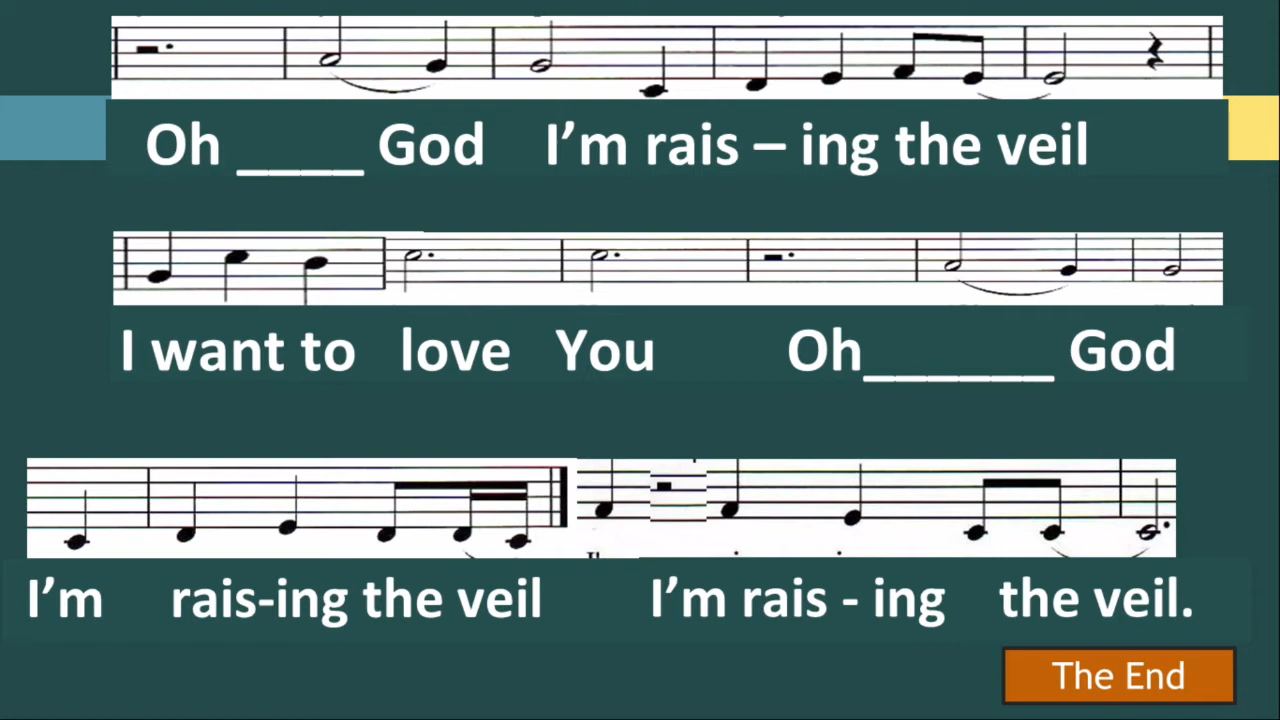 Oh ____ God I’m rais – ing the veil
I want to love You Oh______ God
I’m rais-ing the veil I’m rais - ing the veil.
The End